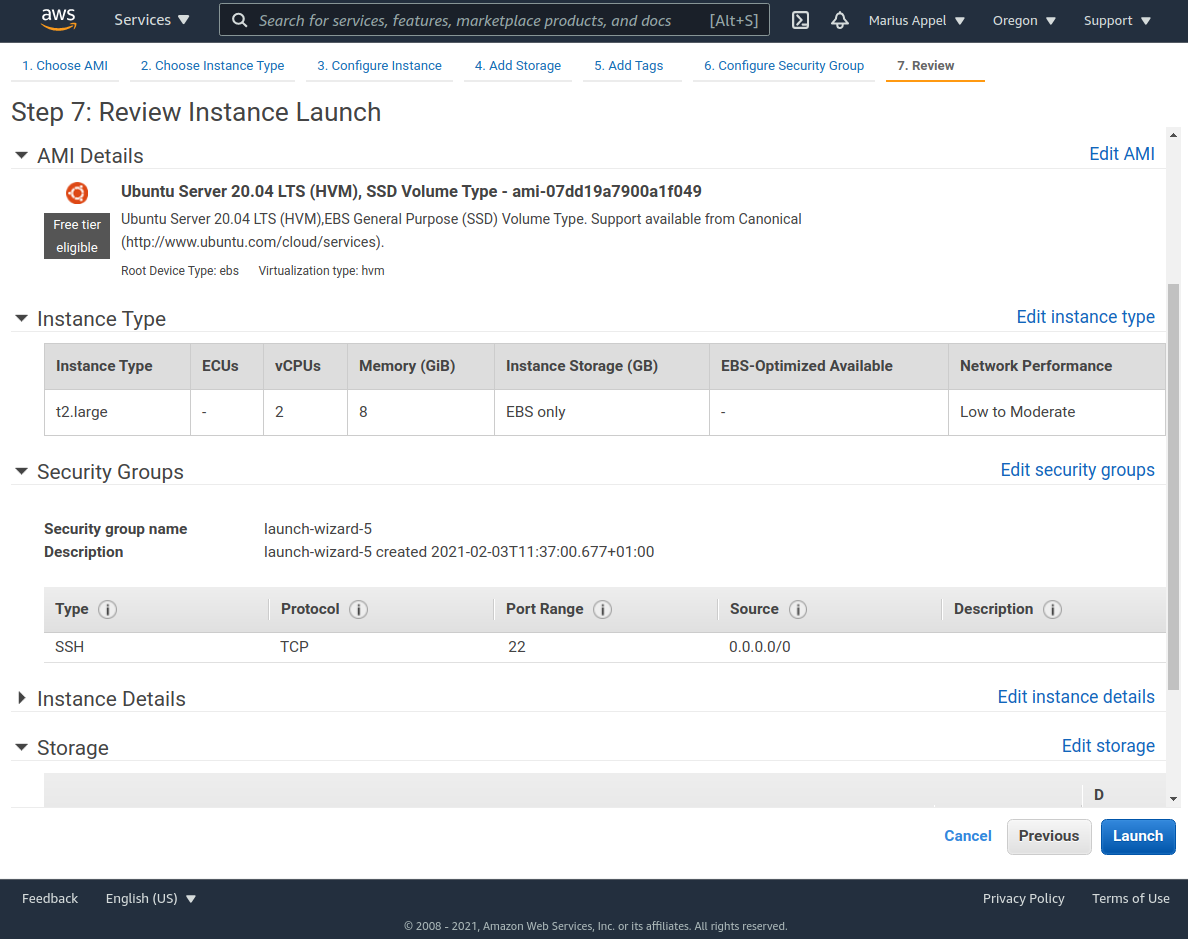 aws Services Search for services, features, marketplace products, and docs [Alt+S] Marius Appel Oregon Support
1. Choose AMI 2. Choose Instance Type 3. Configure Instance 4. Add Storage 5. Add Tags 6. Configure Security Group 7. Review
Step 7: Review Instance Launch
AMI Details Edit AMI
Ubuntu Server 20.04 LTS (HVM), SSD Volume Type - ami-07dd19a7900a1f049
Free tier eligible
Ubuntu Server 20.04 LTS (HVM),EBS General Purpose (SSD) Volume Type. Support available from Canonical
(http://www.ubuntu.com/cloud/services).
Root Device Type: ebs Virtualization type: hvm
Instance Type Edit instance type
Instance Type ECUs vCPUs Memory (GiB) Instance Storage (GB) EBS-Optimized Available Network Performance
t2.large - 2 8 EBS only - Low to Moderate
Security Groups Edit security groups
Security group name launch-wizard-5
Description launch-wizard-5 created 2021-02-03T11:37:00.677+01:00
Type Protocol Port Range Source Description
SSH TCP 22 0.0.0.0/0
Instance Details Edit instance details
Storage Edit storage
D
Cancel Previous Launch
Feedback English (US) Privacy Policy Terms of Use
© 2008 - 2021, Amazon Web Services, Inc. or its affiliates. All rights reserved.